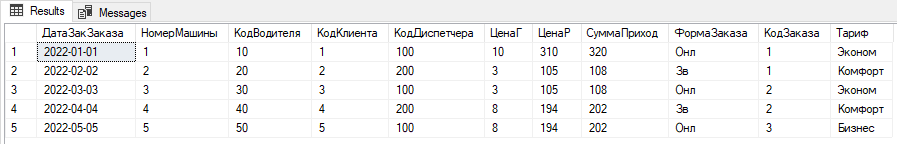 Results Messages
ДатаЗакЗаказа НомерМашины КодВодителя КодКлиента КодДиспетчера ЦенаГ ЦенаР СуммаПриход ФормаЗаказа КодЗаказа Тариф
1 2022-01-01 1 10 1 100 10 310 320 Онл 1 Эконом
2 2022-02-02 2 20 2 200 3 105 108 Зв 1 Комфорт
3 2022-03-03 3 30 3 100 3 105 108 Онл 2 Эконом
4 2022-04-04 4 40 4 200 8 194 202 Зв 2 Комфорт
5 2022-05-05 5 50 5 100 8 194 202 Онл 3 Бизнес